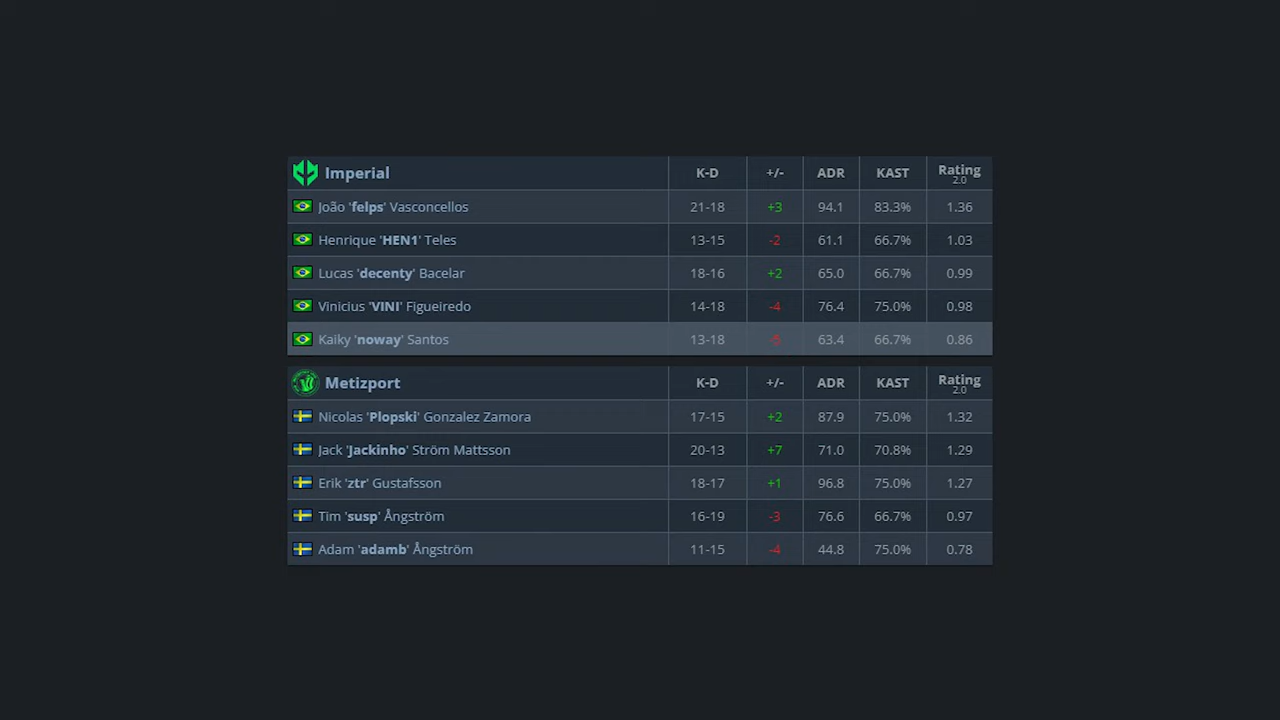 Imperial K-D +/- ADR KAST Rating 2.0
João 'felps' Vasconcellos 21-18 +3 94.1 83.3% 1.36
Henrique 'HEN1' Teles 13-15 -2 61.1 66.7% 1.03
Lucas 'decenty' Bacelar 18-16 +2 65.0 66.7% 0.99
Vinicius 'VINI' Figueiredo 14-18 -4 76.4 75.0% 0.98
Kaiky 'noway' Santos 13-18 -5 63.4 66.7% 0.86
Metizport K-D +/- ADR KAST Rating 2.0
Nicolas 'Plopski' Gonzalez Zamora 17-15 +2 87.9 75.0% 1.32
Jack 'Jackinho' Ström Mattsson 20-13 +7 71.0 70.8% 1.29
Erik 'ztr' Gustafsson 18-17 +1 96.8 75.0% 1.27
Tim 'susp' Ångström 16-19 -3 76.6 66.7% 0.97
Adam 'adamb' Ångström 11-15 -4 44.8 75.0% 0.78